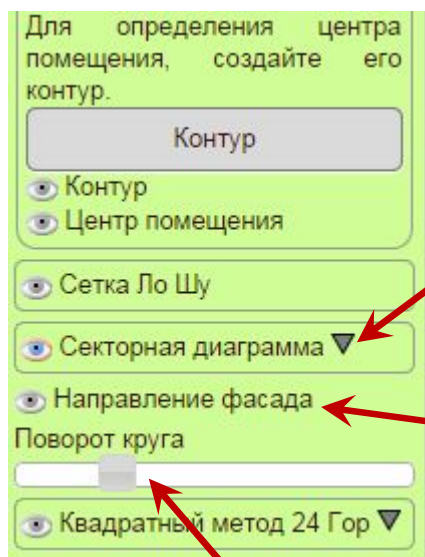 Для определения центра
помещения, создайте его
контур.
Контур
Контур
Центр помещения
Сетка Ло Шу
Секторная диаграмма
Направление фасада
Поворот круга
Квадратный метод 24 Гор